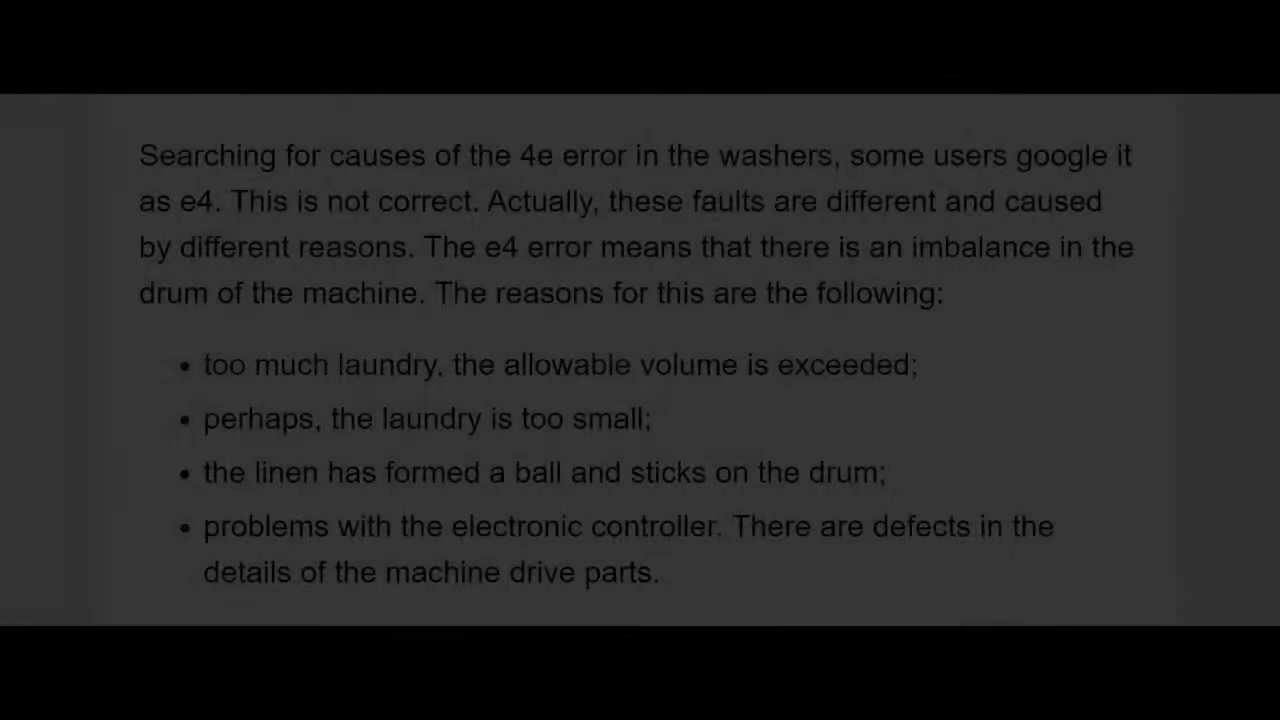 Searching for causes of the 4e error in the washers, some users google it
as e4. This is not correct. Actually, these faults are different and caused
by different reasons. The e4 error means that there is an imbalance in the
drum of the machine. The reasons for this are the following:
• too much laundry, the allowable volume is exceeded;
• perhaps, the laundry is too small;
• the linen has formed a ball and sticks on the drum;
• problems with the electronic controller. There are defects in the
details of the machine drive parts.